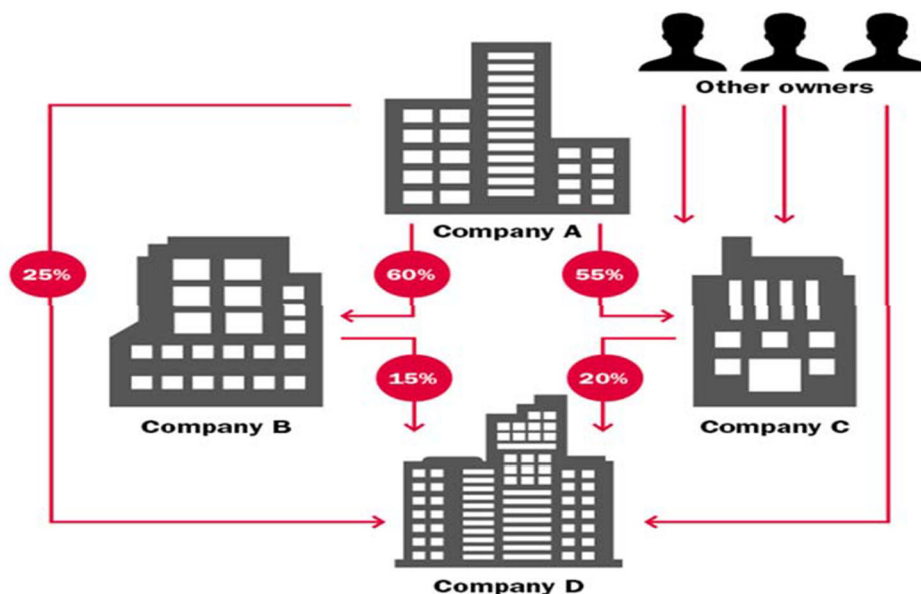 Other owners
Company A
25%
60%
55%
15%
20%
Company B
Company C
Company D